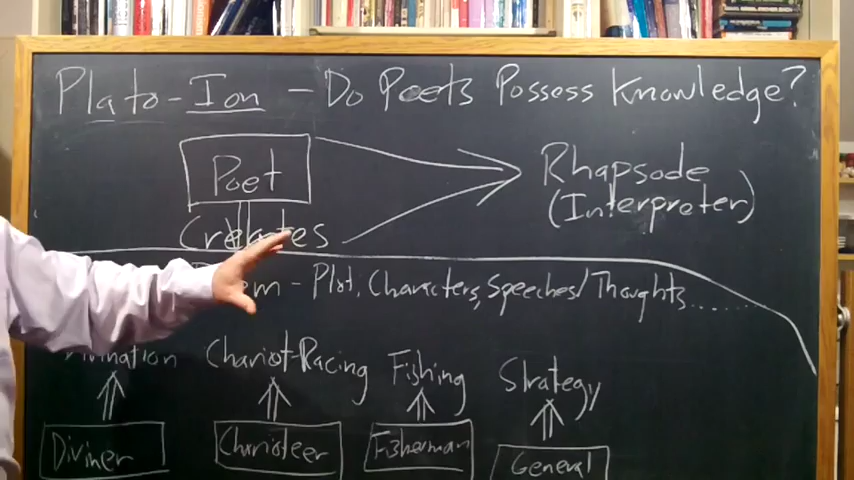 Plato - Ion - Do Poets Possess Knowledge?
Poet
Rhapsode
(Interpreter)
Creates
- Plot, Characters, Speeches/Thoughts......
Chariot-Racing Fishing Strategy
Diviner Charioteer Fisherman General